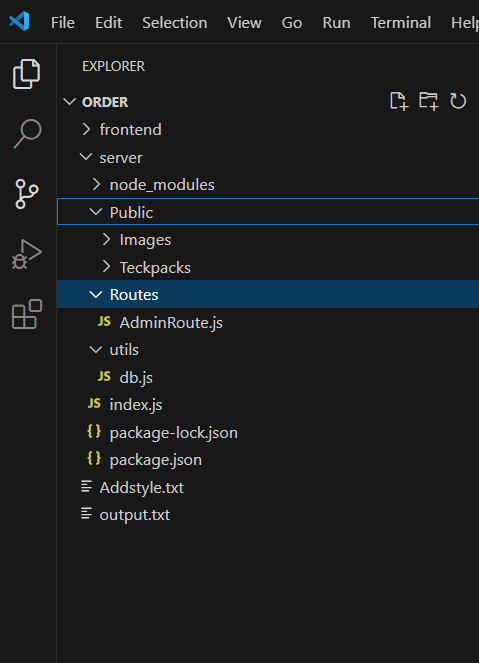 File Edit Selection View Go Run Terminal
EXPLORER
ORDER
frontend
server
node_modules
Public
Images
Teckpacks
Routes
JS AdminRoute.js
utils
JS db.js
JS index.js
{} package-lock.json
{} package.json
Addstyle.txt
output.txt